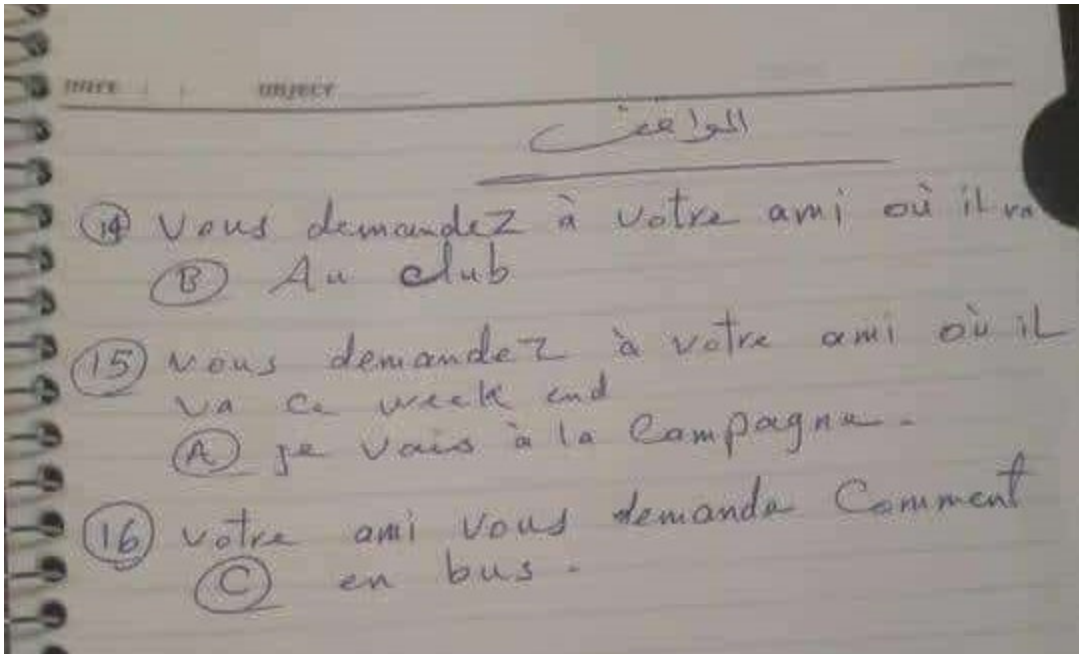 DATE / / SUBJECT
المواقف
14 Vous demandez à votre ami où il va
B Au club
15 vous demandez à votre ami où il
va ce week end
A je vais à la Campagne.
16 votre ami vous demande Comment
C en bus.